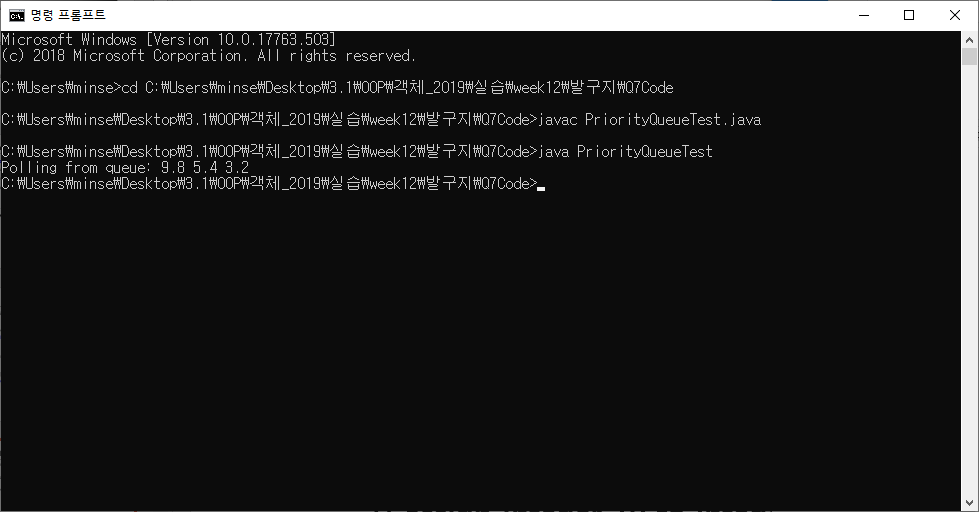 명령 프롬프트
Microsoft Windows [Version 10.0.17763.503]
(c) 2018 Microsoft Corporation. All rights reserved.
C:₩Users₩minse>cd C:₩Users₩minse₩Desktop₩3.1₩OOP₩객체_2019₩실습₩week12₩발구지₩Q7Code
C:₩Users₩minse₩Desktop₩3.1₩OOP₩객체_2019₩실습₩week12₩발구지₩Q7Code>javac PriorityQueueTest.java
C:₩Users₩minse₩Desktop₩3.1₩OOP₩객체_2019₩실습₩week12₩발구지₩Q7Code>java PriorityQueueTest
Polling from queue: 9.8 5.4 3.2
C:₩Users₩minse₩Desktop₩3.1₩OOP₩객체_2019₩실습₩week12₩발구지₩Q7Code>